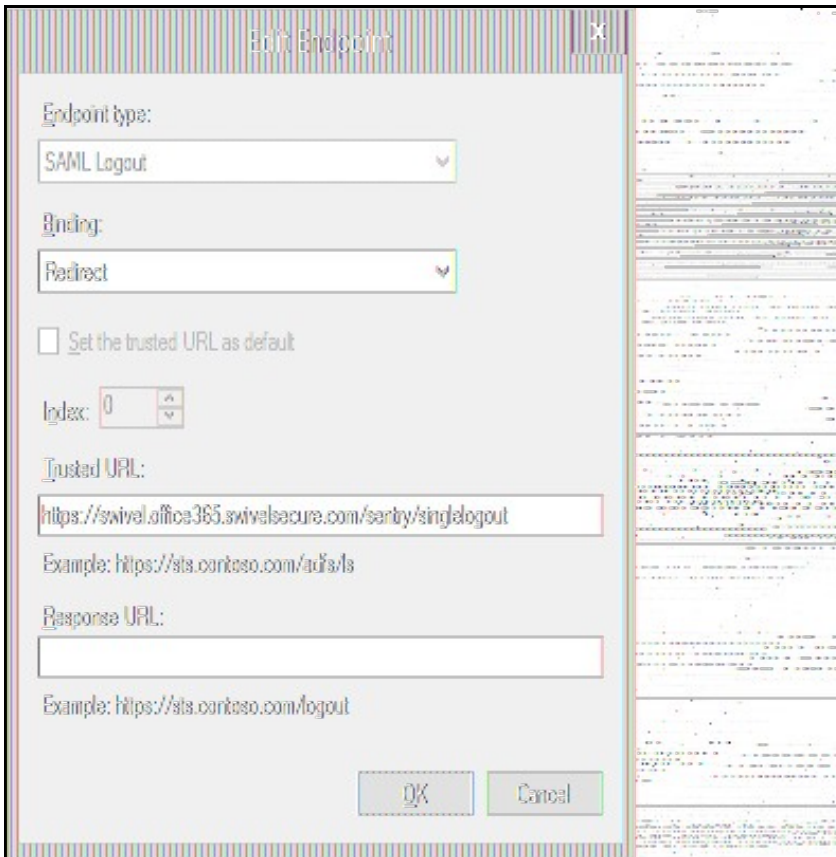 Edit Endpoint
X
Endpoint type:
SAML Logout
Binding:
Redirect
Set the trusted URL as default
Index: 0
Trusted URL:
https://swivel.office365.swivelsecure.com/sentry/singlelogout
Example: https://sts.contoso.com/adfs/ls
Response URL:
Example: https://sts.contoso.com/logout
OK Cancel